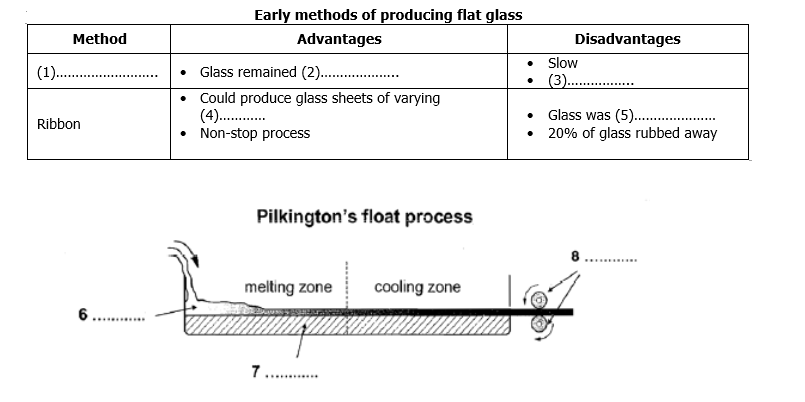 Early methods of producing flat glass
Method Advantages Disadvantages
(1).......................... • Glass remained (2).................... • Slow
• (3).................
Ribbon • Could produce glass sheets of varying
(4)............
• Non-stop process • Glass was (5).....................
• 20% of glass rubbed away
Pilkington's float process
melting zone cooling zone
8 .............
6 .............
7 .............